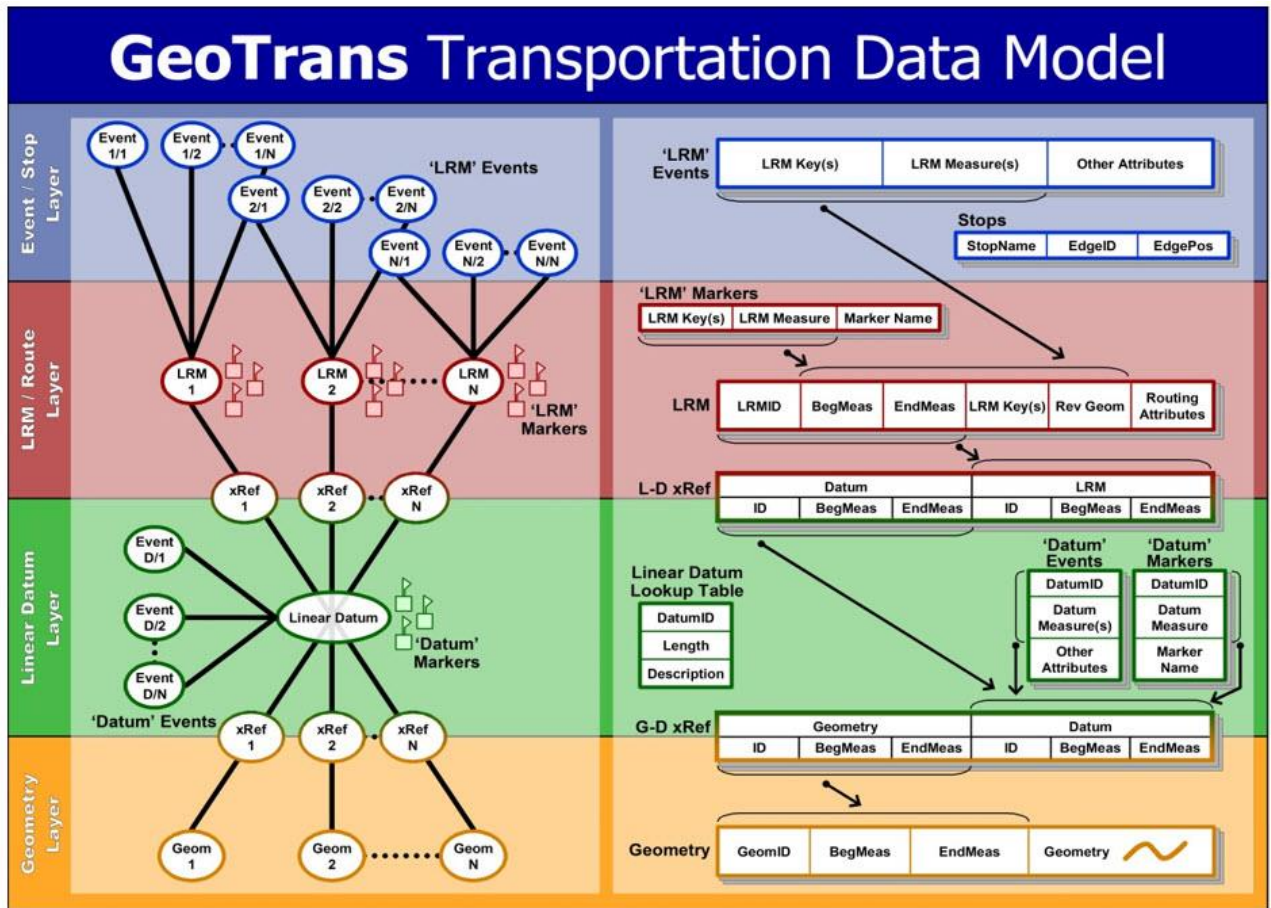 GeoTrans Transportation Data Model
Event / Stop
Layer
LRM / Route
Layer
Linear Datum
Layer
Geometry
Layer
Event
1/1
Event
1/2
Event
1/N
Event
2/1
Event
2/2
Event
2/N
Event
N/1
Event
N/2
Event
N/N
'LRM' Events
LRM
1
LRM
2
LRM
N
'LRM'
Markers
xRef
1
xRef
2
xRef
N
Event
D/1
Event
D/2
Event
D/N
Linear Datum
'Datum'
Markers
'Datum' Events
xRef
1
xRef
2
xRef
N
Geom
1
Geom
2
Geom
N
'LRM'
Events
LRM Key(s) LRM Measure(s) Other Attributes
Stops
StopName EdgeID EdgePos
'LRM' Markers
LRM Key(s) LRM Measure Marker Name
LRM
LRMID BegMeas EndMeas LRM Key(s) Rev Geom Routing
Attributes
L-D xRef
Datum LRM
ID BegMeas EndMeas ID BegMeas EndMeas
Linear Datum
Lookup Table
DatumID
Length
Description
'Datum'
Events
DatumID
Datum
Measure(s)
Other
Attributes
'Datum'
Markers
DatumID
Datum
Measure
Marker
Name
G-D xRef
Geometry Datum
ID BegMeas EndMeas ID BegMeas EndMeas
Geometry
GeomID BegMeas EndMeas Geometry